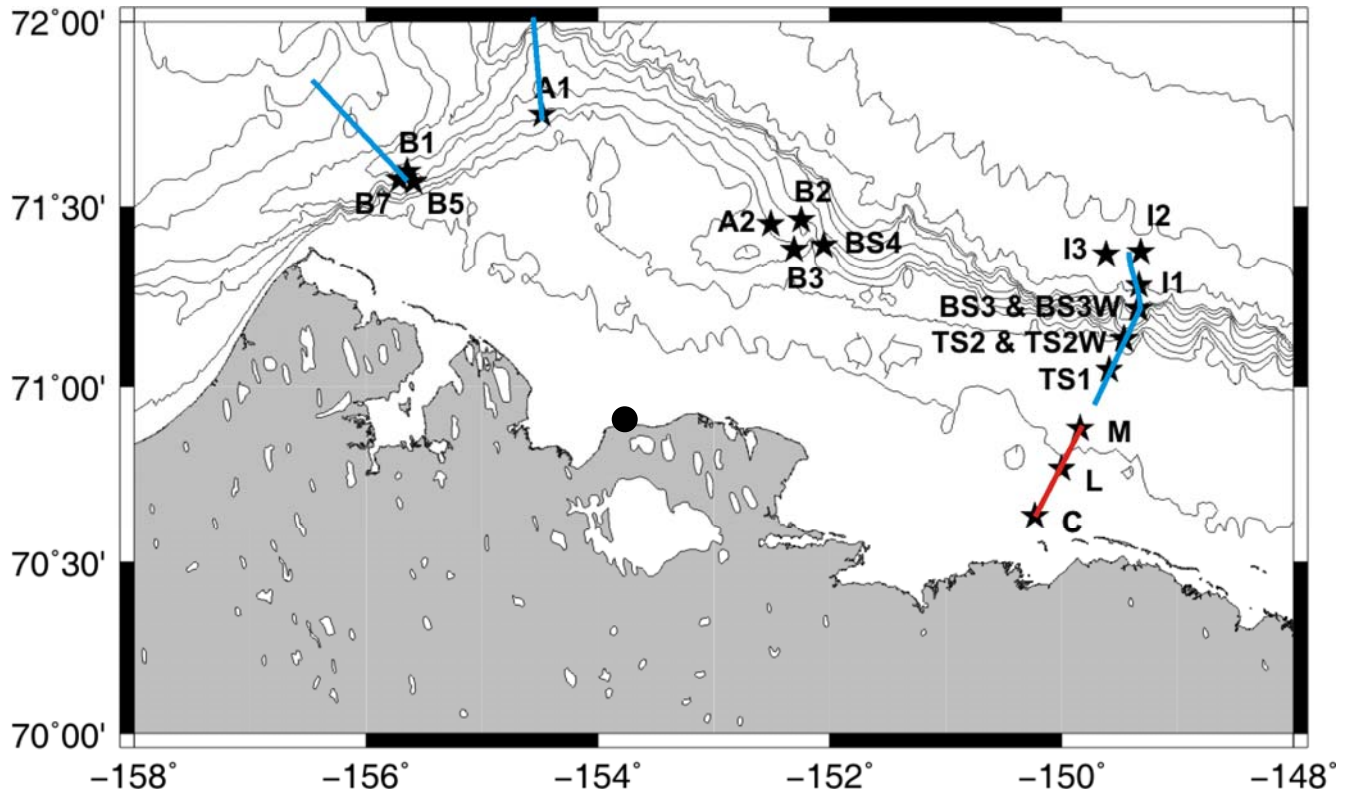 72°00'
A1
B1
B7
B5
71°30'
B2
A2
BS4
B3
I2
I3
I1
BS3 & BS3W
TS2 & TS2W
TS1
71°00'
M
L
C
70°30'
70°00'
−158°
−156°
−154°
−152°
−150°
−148°